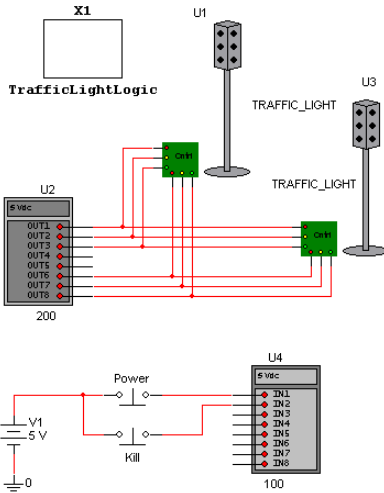 X1
TrafficLightLogic
U1
TRAFFIC_LIGHT
U3
TRAFFIC_LIGHT
Cntrl
Cntrl
U2
5 Vdc
OUT1
OUT2
OUT3
OUT4
OUT5
OUT6
OUT7
OUT8
200
Power
Kill
V1
5 V
0
U4
5 Vdc
IN1
IN2
IN3
IN4
IN5
IN6
IN7
IN8
100